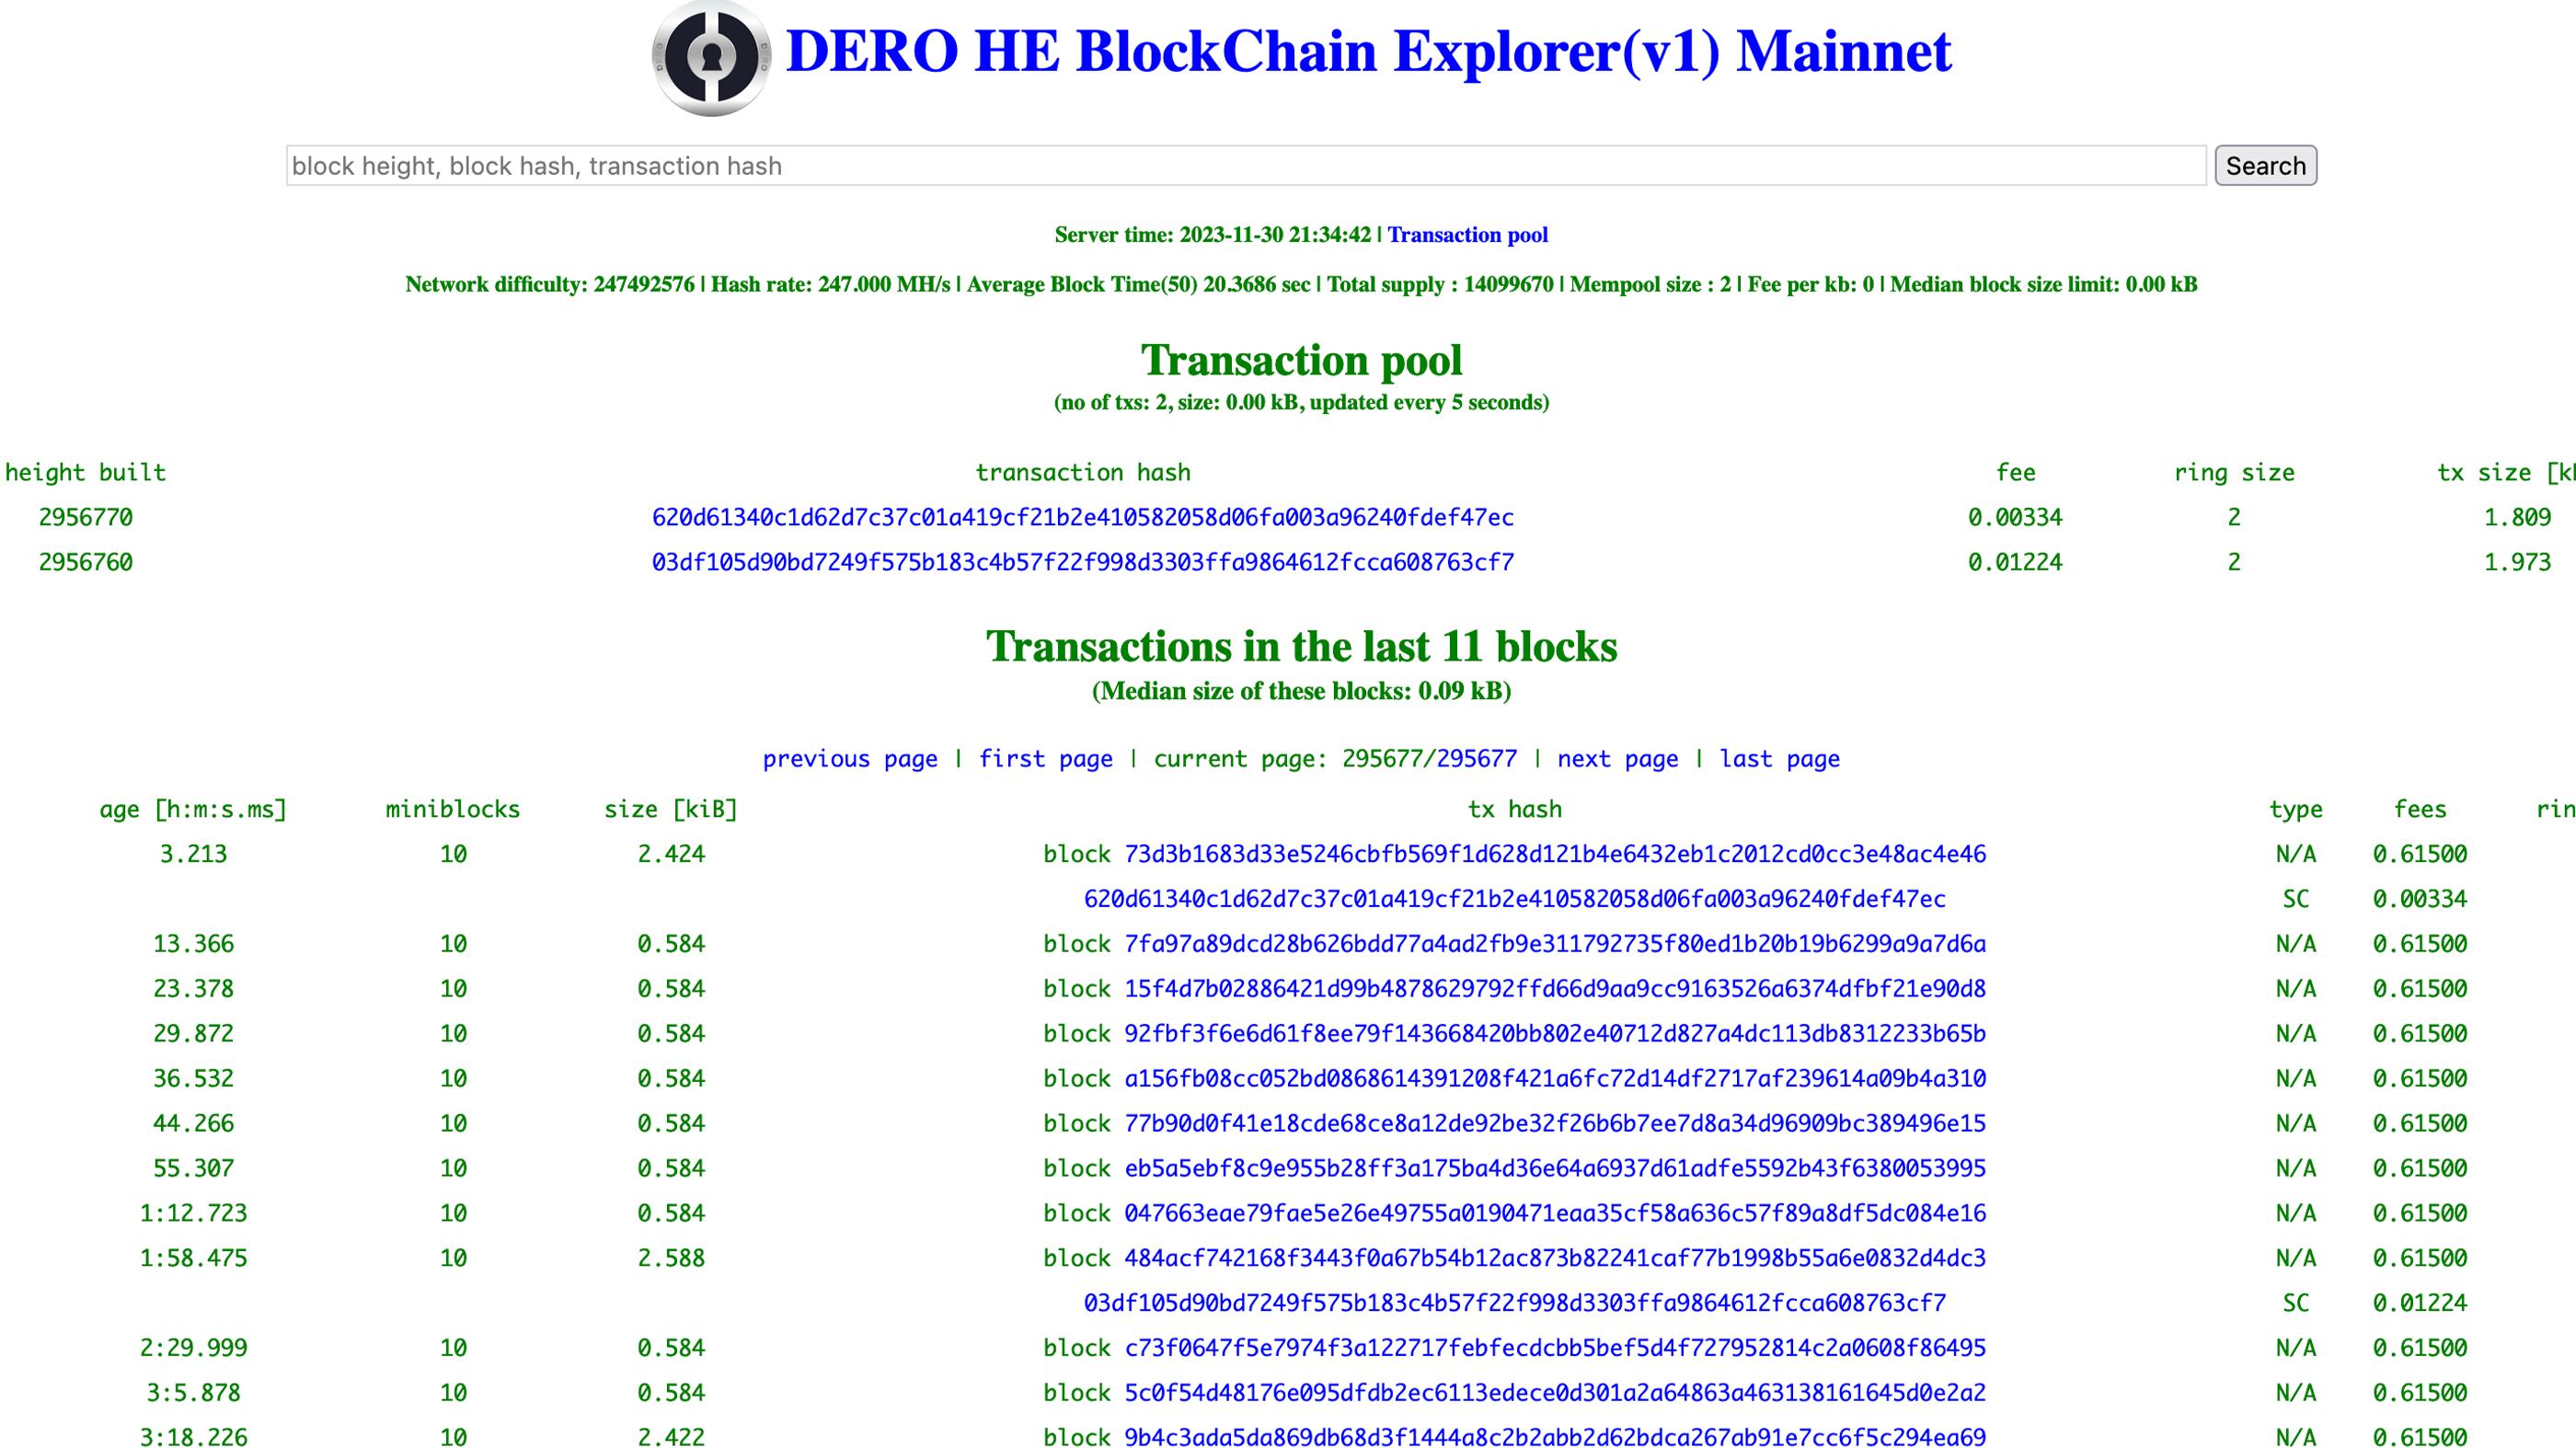 DERO HE BlockChain Explorer(v1) Mainnet
block height, block hash, transaction hash Search
Server time: 2023-11-30 21:34:42 | Transaction pool
Network difficulty: 247492576 | Hash rate: 247.000 MH/s | Average Block Time(50) 20.3686 sec | Total supply : 14099670 | Mempool size : 2 | Fee per kb: 0 | Median block size limit: 0.00 kB
Transaction pool
(no of txs: 2, size: 0.00 kB, updated every 5 seconds)
height built transaction hash fee ring size tx size
2956770 620d61340c1d62d7c37c01a419cf21b2e410582058d06fa003a96240fdef47ec 0.00334 2 1.809
2956760 03df105d90bd7249f575b183c4b57f22f998d3303ffa9864612fcca608763cf7 0.01224 2 1.973
Transactions in the last 11 blocks
(Median size of these blocks: 0.09 kB)
previous page | first page | current page: 295677/295677 | next page | last page
age [h:m:s.ms] miniblocks size [kiB] tx hash type fees
3.213 10 2.424 block 73d3b1683d33e5246cbfb569f1d628d121b4e6432eb1c2012cd0cc3e48ac4e46 N/A 0.61500
620d61340c1d62d7c37c01a419cf21b2e410582058d06fa003a96240fdef47ec SC 0.00334
13.366 10 0.584 block 7fa97a89dcd28b626bdd77a4ad2fb9e311792735f80ed1b20b19b6299a9a7d6a N/A 0.61500
23.378 10 0.584 block 15f4d7b02886421d99b4878629792ffd66d9aa9cc9163526a6374dfbf21e90d8 N/A 0.61500
29.872 10 0.584 block 92fbf3f6e6d61f8ee79f143668420bb802e40712d827a4dc113db8312233b65b N/A 0.61500
36.532 10 0.584 block a156fb08cc052bd0868614391208f421a6fc72d14df2717af239614a09b4a310 N/A 0.61500
44.266 10 0.584 block 77b90d0f41e18cde68ce8a12de92be32f26b6b7ee7d8a34d96909bc389496e15 N/A 0.61500
55.307 10 0.584 block eb5a5ebf8c9e955b28ff3a175ba4d36e64a6937d61adfe5592b43f6380053995 N/A 0.61500
1:12.723 10 0.584 block 047663eae79fae5e26e49755a0190471eaa35cf58a636c57f89a8df5dc084e16 N/A 0.61500
1:58.475 10 2.588 block 484acf742168f3443f0a67b54b12ac873b82241caf77b1998b55a6e0832d4dc3 N/A 0.61500
03df105d90bd7249f575b183c4b57f22f998d3303ffa9864612fcca608763cf7 SC 0.01224
2:29.999 10 0.584 block c73f0647f5e7974f3a122717febfecdcbb5bef5d4f727952814c2a0608f86495 N/A 0.61500
3:5.878 10 0.584 block 5c0f54d48176e095dfdb2ec6113edece0d301a2a64863a463138161645d0e2a2 N/A 0.61500
3:18.226 10 2.422 block 9b4c3ada5da869db68d3f1444a8c2b2abb2d62bdca267ab91e7cc6f5c294ea69 N/A 0.61500